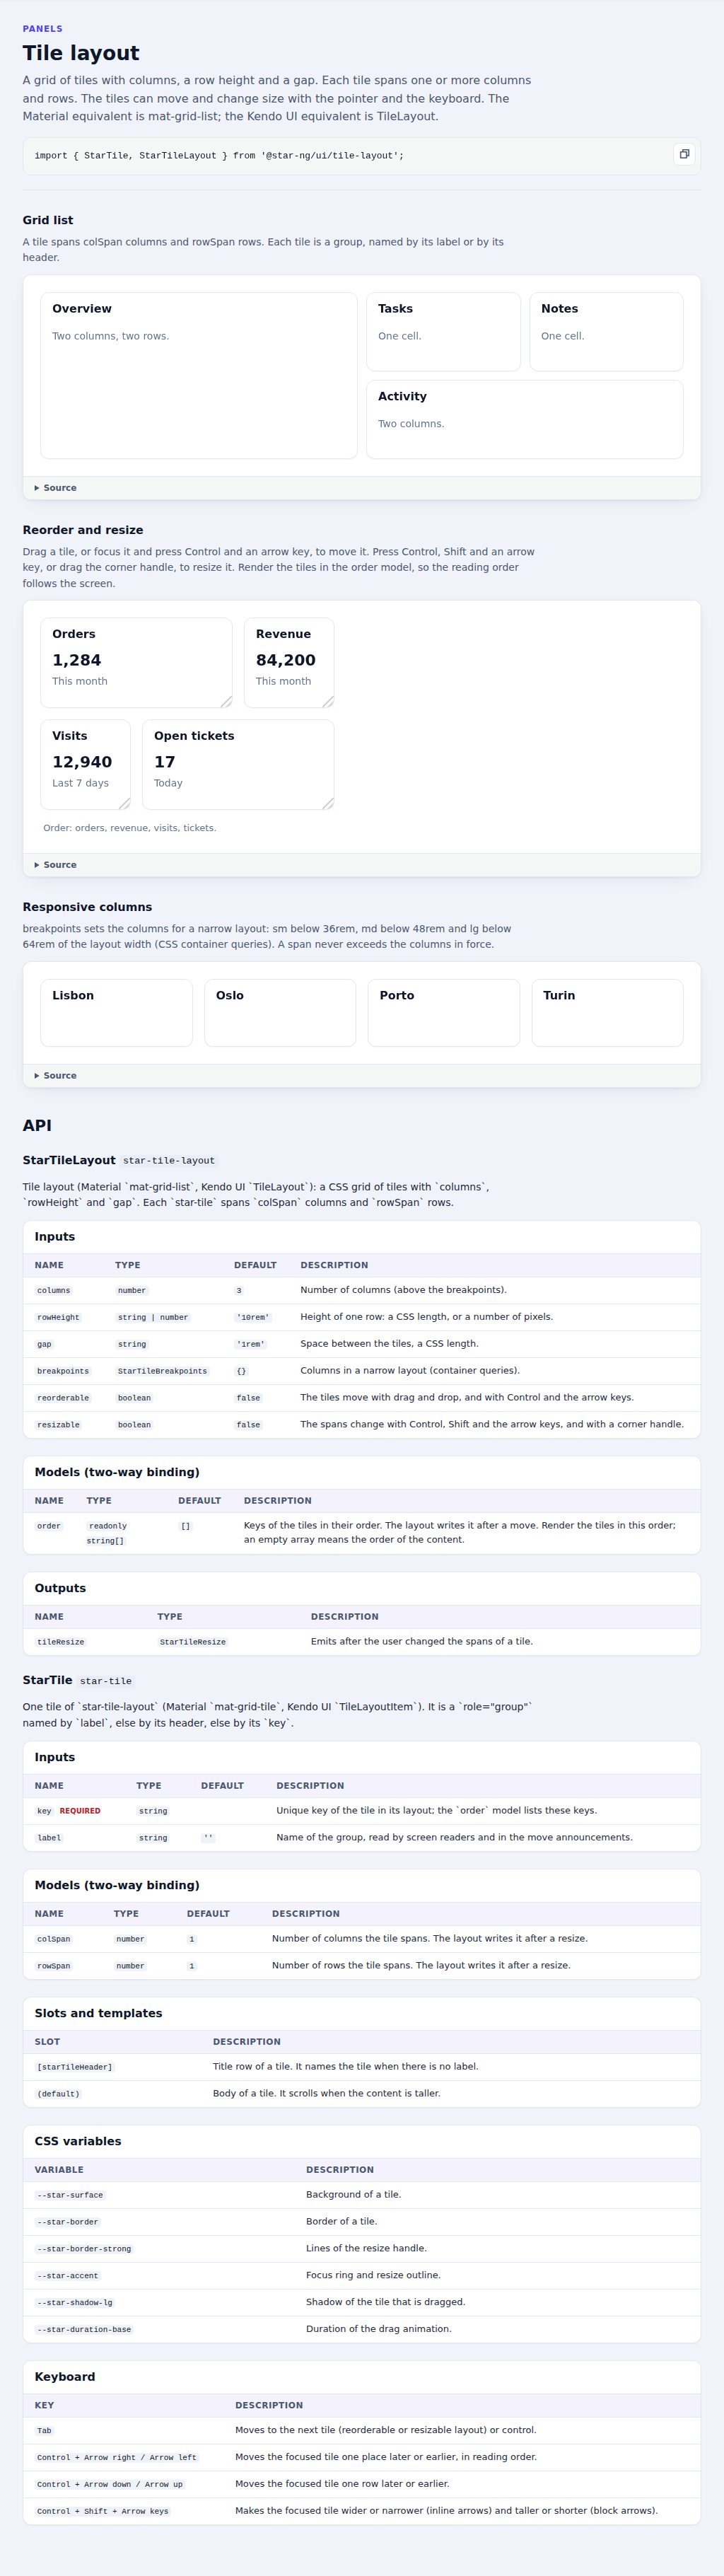 PANELS
Tile layout
A grid of tiles with columns, a row height and a gap. Each tile spans one or more columns
and rows. The tiles can move and change size with the pointer and the keyboard. The
Material equivalent is mat-grid-list; the Kendo UI equivalent is TileLayout.
import { StarTile, StarTileLayout } from '@star-ng/ui/tile-layout';
Grid list
A tile spans colSpan columns and rowSpan rows. Each tile is a group, named by its label or by its
header.
Overview
Two columns, two rows.
Tasks
One cell.
Notes
One cell.
Activity
Two columns.
Source
Reorder and resize
Drag a tile, or focus it and press Control and an arrow key, to move it. Press Control, Shift and an arrow
key, or drag the corner handle, to resize it. Render the tiles in the order model, so the reading order
follows the screen.
Orders
1,284
This month
Revenue
84,200
This month
Visits
12,940
Last 7 days
Open tickets
17
Today
Order: orders, revenue, visits, tickets.
Source
Responsive columns
breakpoints sets the columns for a narrow layout: sm below 36rem, md below 48rem and lg below
64rem of the layout width (CSS container queries). A span never exceeds the columns in force.
Lisbon
Oslo
Porto
Turin
Source
API
StarTileLayout star-tile-layout
Tile layout (Material `mat-grid-list`, Kendo UI `TileLayout`): a CSS grid of tiles with `columns`,
`rowHeight` and `gap`. Each `star-tile` spans `colSpan` columns and `rowSpan` rows.
Inputs
NAME TYPE DEFAULT DESCRIPTION
columns number 3 Number of columns (above the breakpoints).
rowHeight string | number '10rem' Height of one row: a CSS length, or a number of pixels.
gap string '1rem' Space between the tiles, a CSS length.
breakpoints StarTileBreakpoints {} Columns in a narrow layout (container queries).
reorderable boolean false The tiles move with drag and drop, and with Control and the arrow keys.
resizable boolean false The spans change with Control, Shift and the arrow keys, and with a corner handle.
Models (two-way binding)
NAME TYPE DEFAULT DESCRIPTION
order readonly string[] [] Keys of the tiles in their order. The layout writes it after a move. Render the tiles in this order;
an empty array means the order of the content.
Outputs
NAME TYPE DESCRIPTION
tileResize StarTileResize Emits after the user changed the spans of a tile.
StarTile star-tile
One tile of `star-tile-layout` (Material `mat-grid-tile`, Kendo UI `TileLayoutItem`). It is a `role="group"`
named by `label`, else by its header, else by its `key`.
Inputs
NAME TYPE DEFAULT DESCRIPTION
key REQUIRED string Unique key of the tile in its layout; the `order` model lists these keys.
label string '' Name of the group, read by screen readers and in the move announcements.
Models (two-way binding)
NAME TYPE DEFAULT DESCRIPTION
colSpan number 1 Number of columns the tile spans. The layout writes it after a resize.
rowSpan number 1 Number of rows the tile spans. The layout writes it after a resize.
Slots and templates
SLOT DESCRIPTION
[starTileHeader] Title row of a tile. It names the tile when there is no label.
(default) Body of a tile. It scrolls when the content is taller.
CSS variables
VARIABLE DESCRIPTION
--star-surface Background of a tile.
--star-border Border of a tile.
--star-border-strong Lines of the resize handle.
--star-accent Focus ring and resize outline.
--star-shadow-lg Shadow of the tile that is dragged.
--star-duration-base Duration of the drag animation.
Keyboard
KEY DESCRIPTION
Tab Moves to the next tile (reorderable or resizable layout) or control.
Control + Arrow right / Arrow left Moves the focused tile one place later or earlier, in reading order.
Control + Arrow down / Arrow up Moves the focused tile one row later or earlier.
Control + Shift + Arrow keys Makes the focused tile wider or narrower (inline arrows) and taller or shorter (block arrows).